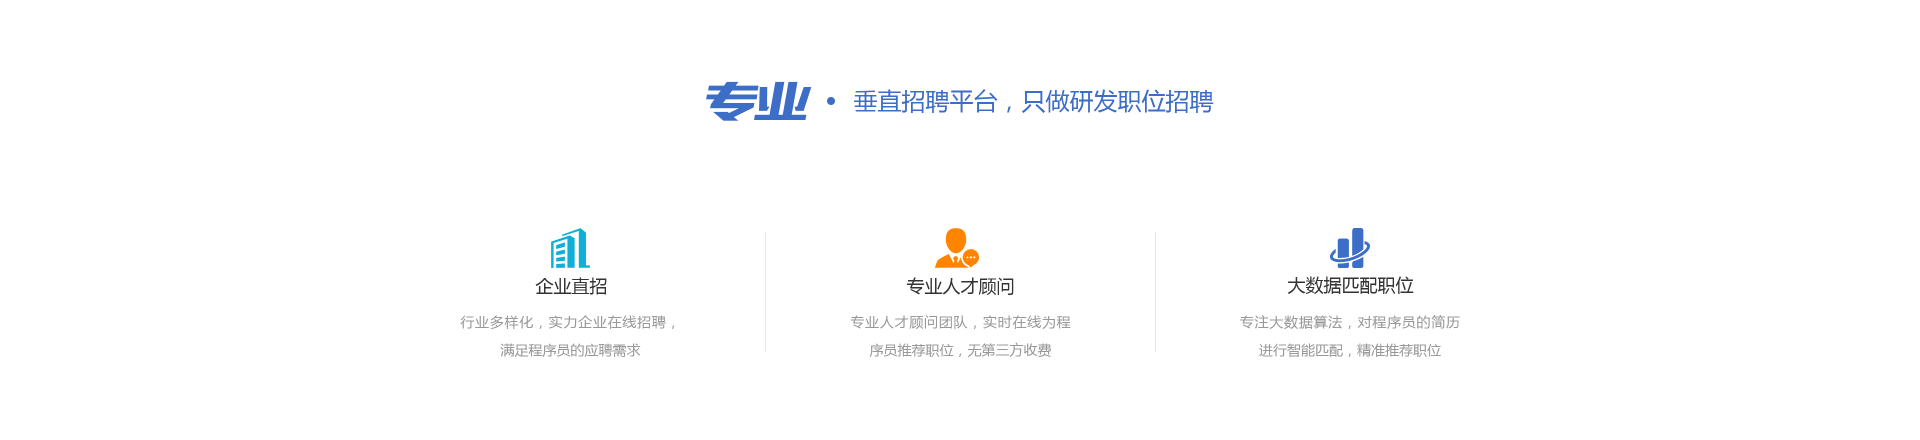 专业 · 垂直招聘平台，只做研发职位招聘
企业直招
行业多样化，实力企业在线招聘，
满足程序员的应聘需求
专业人才顾问
专业人才顾问团队，实时在线为程
序员推荐职位，无第三方收费
大数据匹配职位
专注大数据算法，对程序员的简历
进行智能匹配，精准推荐职位